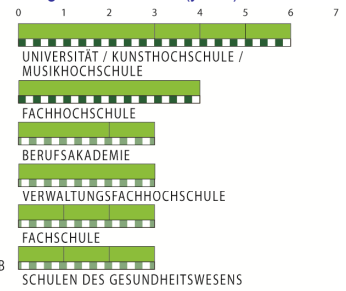 0 1 2 3 4 5 6 7
UNIVERSITÄT / KUNSTHOCHSCHULE /
MUSIKHOCHSCHULE
FACHHOCHSCHULE
BERUFSAKADEMIE
VERWALTUNGSFACHHOCHSCHULE
FACHSCHULE
SCHULEN DES GESUNDHEITSWESENS